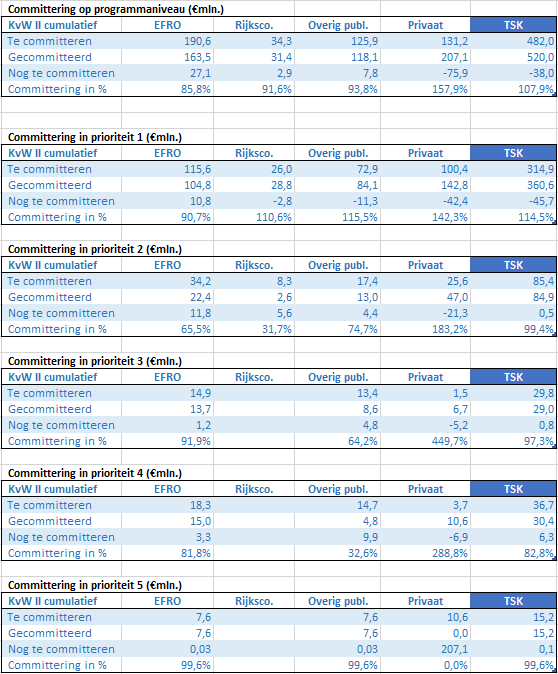 Committering op programmaniveau (€mln.)
KvW II cumulatief EFRO Rijksco. Overig publ. Privaat TSK
Te committeren 190,6 34,3 125,9 131,2 482,0
Gecommitteerd 163,5 31,4 118,1 207,1 520,0
Nog te committeren 27,1 2,9 7,8 -75,9 -38,0
Committering in % 85,8% 91,6% 93,8% 157,9% 107,9%
Committering in prioriteit 1 (€mln.)
KvW II cumulatief EFRO Rijksco. Overig publ. Privaat TSK
Te committeren 115,6 26,0 72,9 100,4 314,9
Gecommitteerd 104,8 28,8 84,1 142,8 360,6
Nog te committeren 10,8 -2,8 -11,3 -42,4 -45,7
Committering in % 90,7% 110,6% 115,5% 142,3% 114,5%
Committering in prioriteit 2 (€mln.)
KvW II cumulatief EFRO Rijksco. Overig publ. Privaat TSK
Te committeren 34,2 8,3 17,4 25,6 85,4
Gecommitteerd 22,4 2,6 13,0 47,0 84,9
Nog te committeren 11,8 5,6 4,4 -21,3 0,5
Committering in % 65,5% 31,7% 74,7% 183,2% 99,4%
Committering in prioriteit 3 (€mln.)
KvW II cumulatief EFRO Rijksco. Overig publ. Privaat TSK
Te committeren 14,9 13,4 1,5 29,8
Gecommitteerd 13,7 8,6 6,7 29,0
Nog te committeren 1,2 4,8 -5,2 0,8
Committering in % 91,9% 64,2% 449,7% 97,3%
Committering in prioriteit 4 (€mln.)
KvW II cumulatief EFRO Rijksco. Overig publ. Privaat TSK
Te committeren 18,3 14,7 3,7 36,7
Gecommitteerd 15,0 4,8 10,6 30,4
Nog te committeren 3,3 9,9 -6,9 6,3
Committering in % 81,8% 32,6% 288,8% 82,8%
Committering in prioriteit 5 (€mln.)
KvW II cumulatief EFRO Rijksco. Overig publ. Privaat TSK
Te committeren 7,6 7,6 10,6 15,2
Gecommitteerd 7,6 7,6 0,0 15,2
Nog te committeren 0,03 0,03 207,1 0,1
Committering in % 99,6% 99,6% 0,0% 99,6%